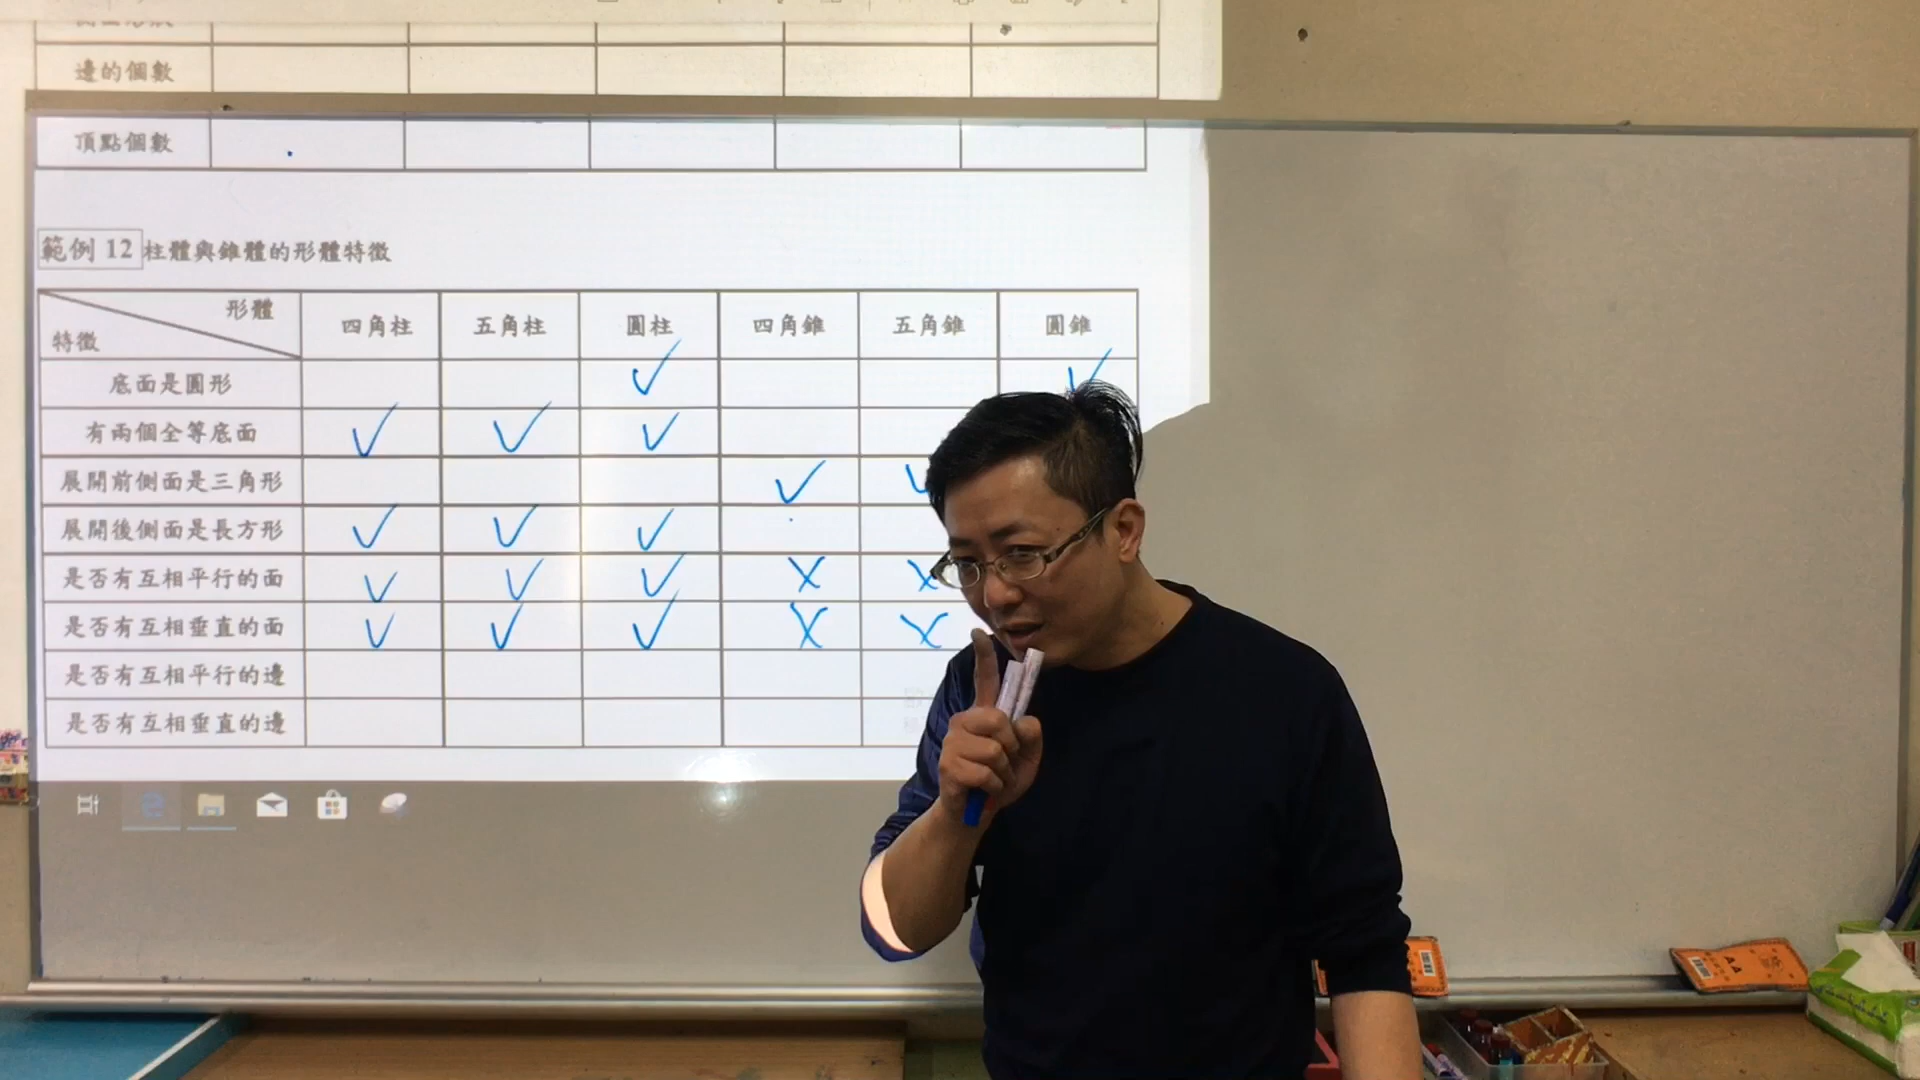 邊的個數
頂點個數
範例 12 柱體與錐體的形體特徵
形體
特徵
四角柱 五角柱 圓柱 四角錐 五角錐 圓錐
底面是圓形 ✓ ✓
有兩個全等底面 ✓ ✓ ✓
展開前側面是三角形 ✓ ✓
展開後側面是長方形 ✓ ✓ ✓
是否有互相平行的面 ✓ ✓ ✓ X X
是否有互相垂直的面 ✓ ✓ ✓ X X
是否有互相平行的邊
是否有互相垂直的邊